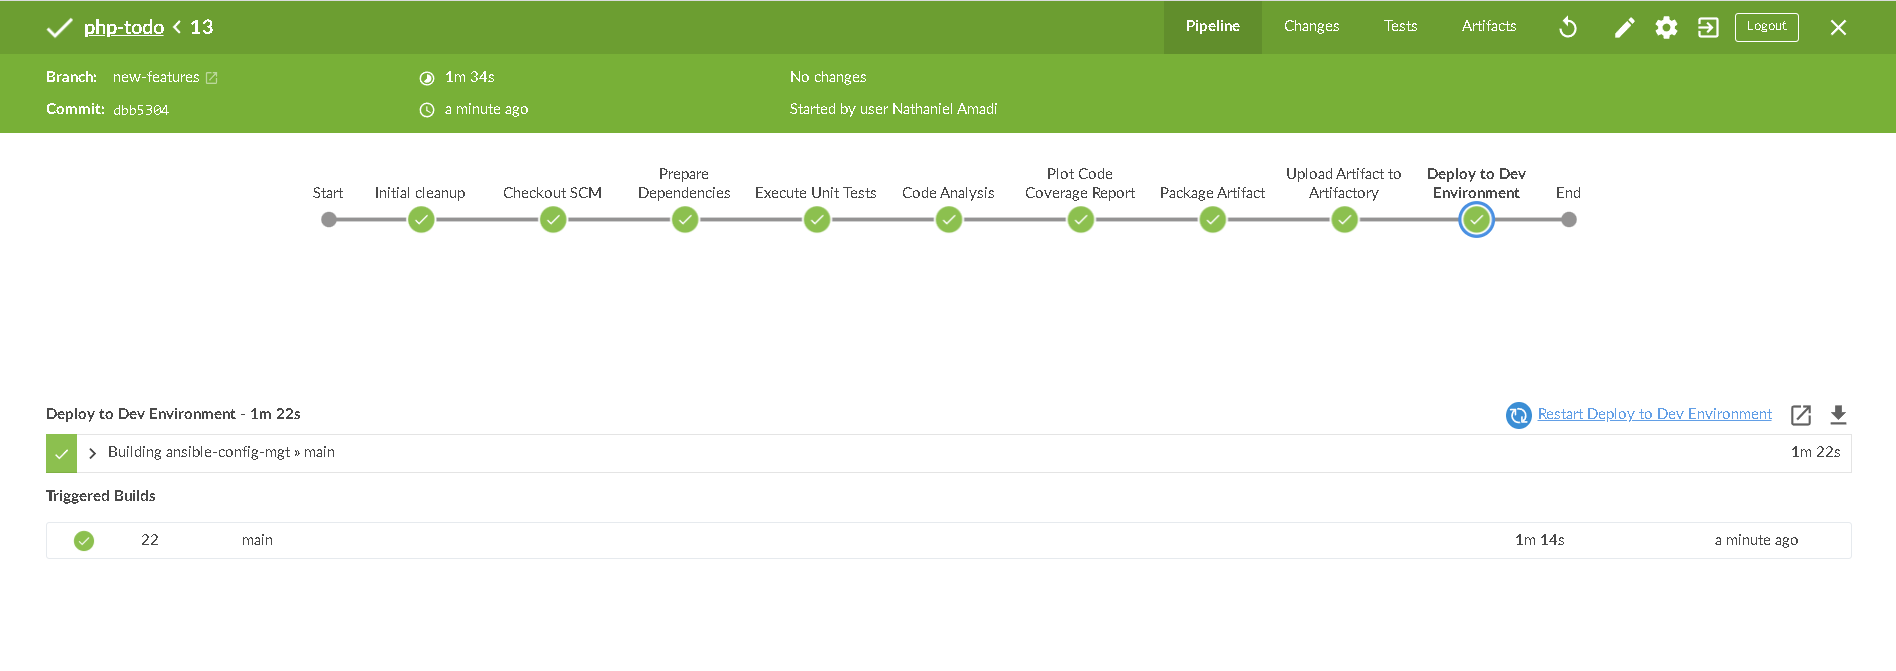 php-todo < 13
Pipeline
Changes
Tests
Artifacts
Logout
Branch: new-features
1m 34s
No changes
Commit: dbb5304
a minute ago
Started by user Nathaniel Amadi
Start
Initial cleanup
Checkout SCM
Prepare
Dependencies
Execute Unit Tests
Code Analysis
Plot Code
Coverage Report
Package Artifact
Upload Artifact to
Artifactory
Deploy to Dev
Environment
End
Deploy to Dev Environment - 1m 22s
Restart Deploy to Dev Environment
Building ansible-config-mgt » main
1m 22s
Triggered Builds
22 main 1m 14s a minute ago